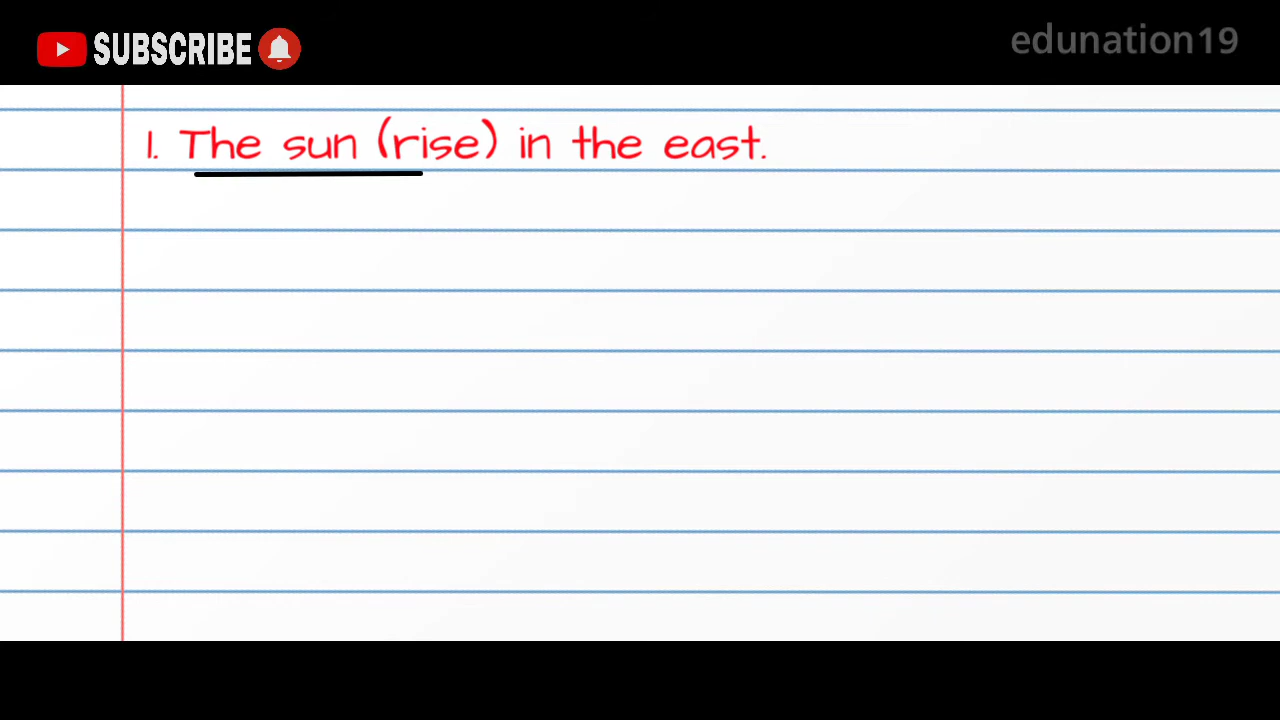 SUBSCRIBE
edunation19
1. The sun (rise) in the east.